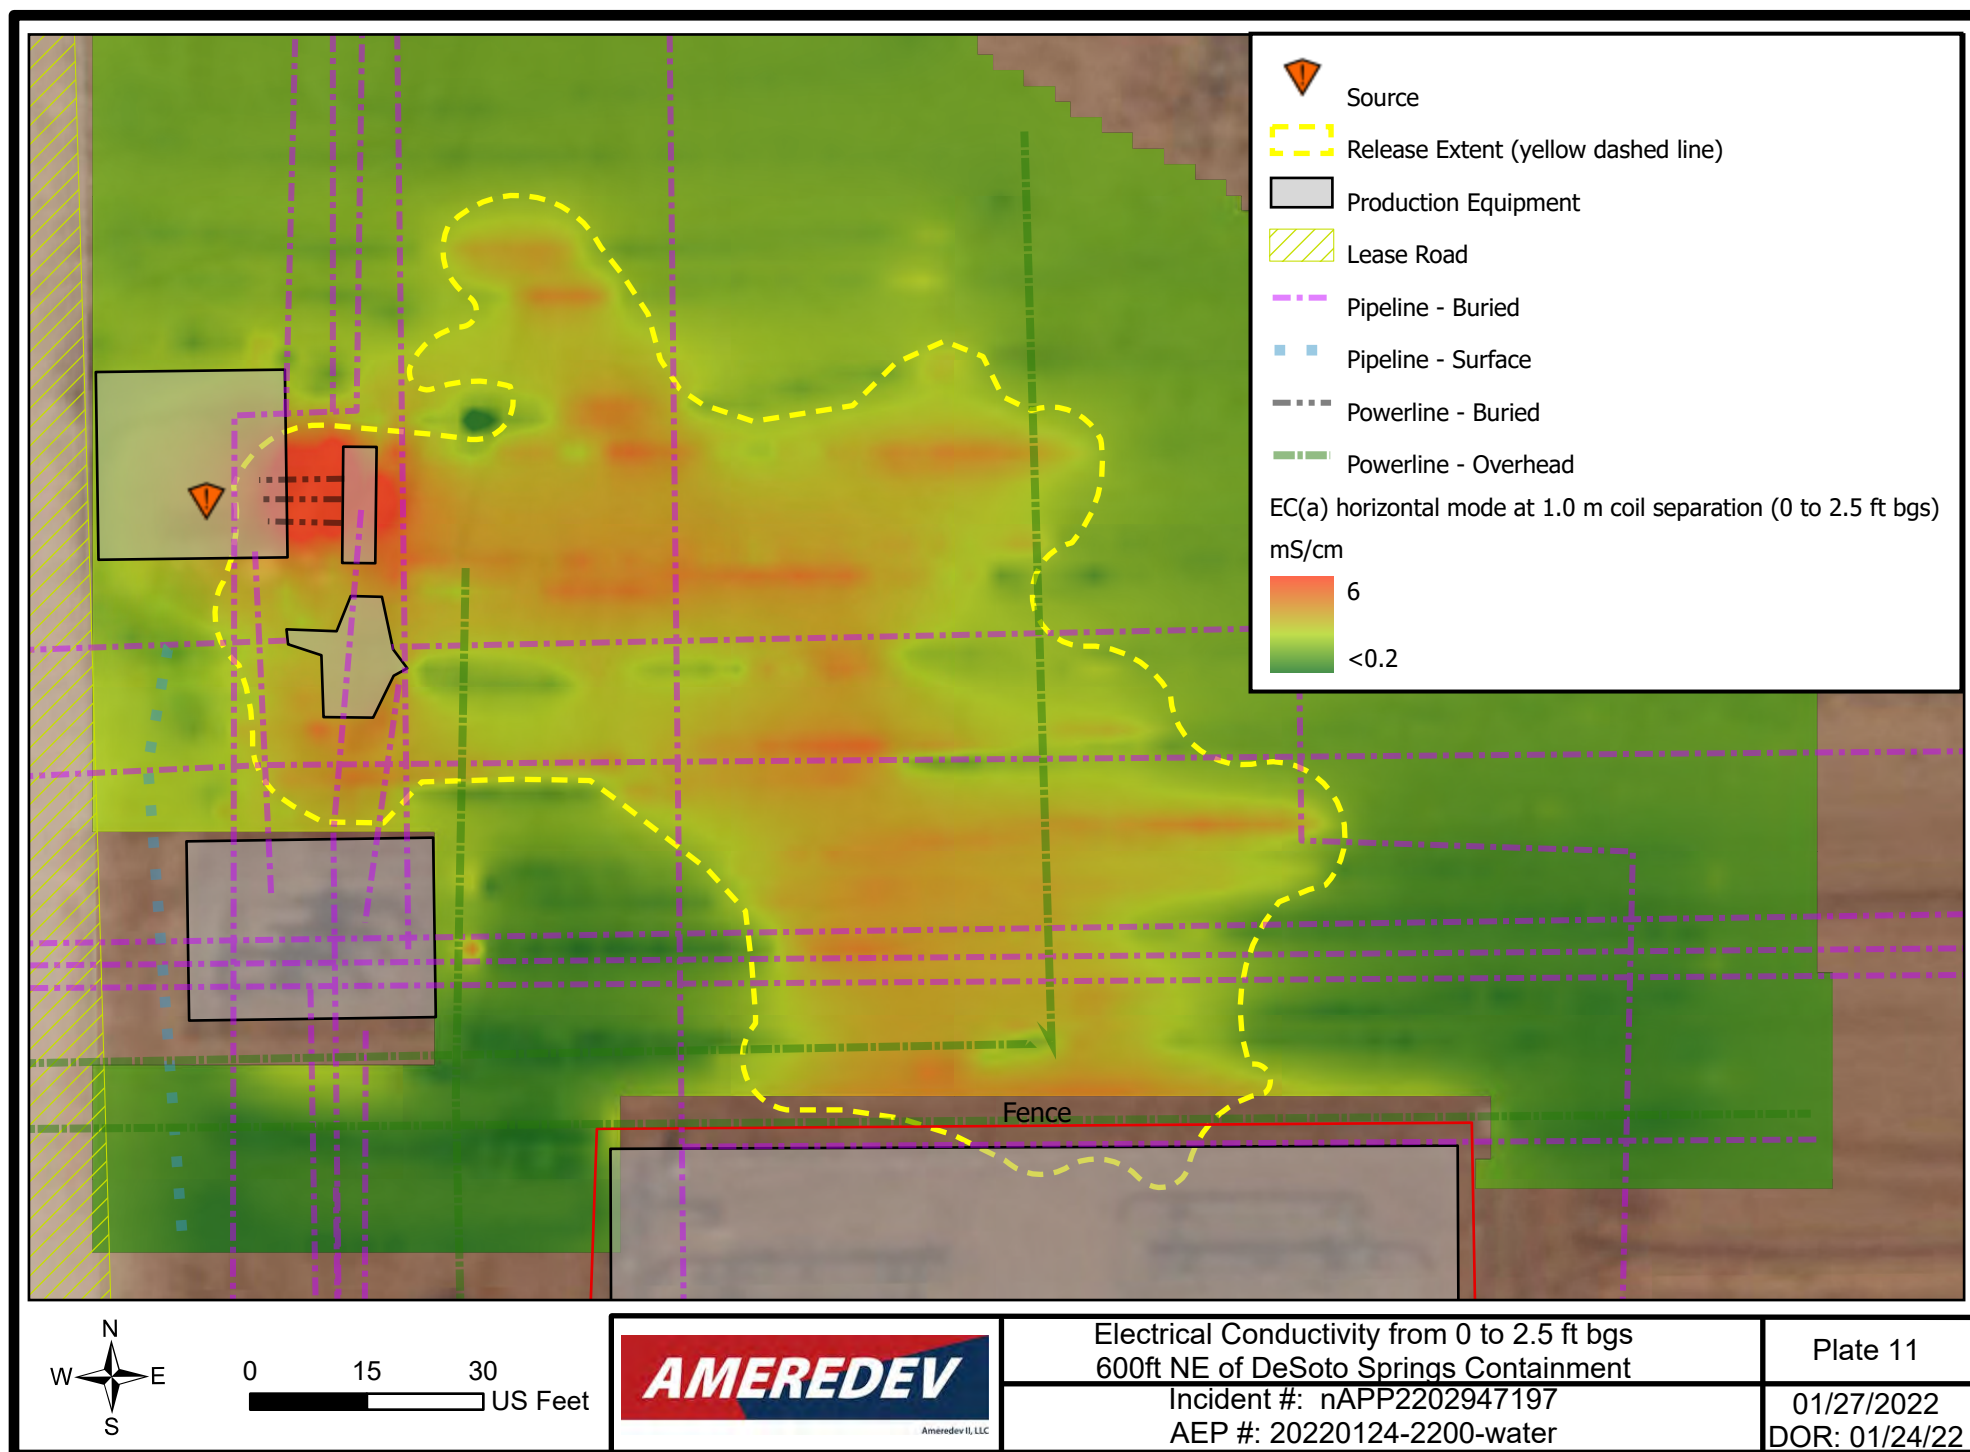 Source
Release Extent (yellow dashed line)
Production Equipment
Lease Road
Pipeline - Buried
Pipeline - Surface
Powerline - Buried
Powerline - Overhead
EC(a) horizontal mode at 1.0 m coil separation (0 to 2.5 ft bgs)
mS/cm
6
<0.2
Fence
N
W E
S
0 15 30
US Feet
AMEREDEV
Ameredev II, LLC
Electrical Conductivity from 0 to 2.5 ft bgs
600ft NE of DeSoto Springs Containment
Incident #: nAPP2202947197
AEP #: 20220124-2200-water
Plate 11
01/27/2022
DOR: 01/24/22